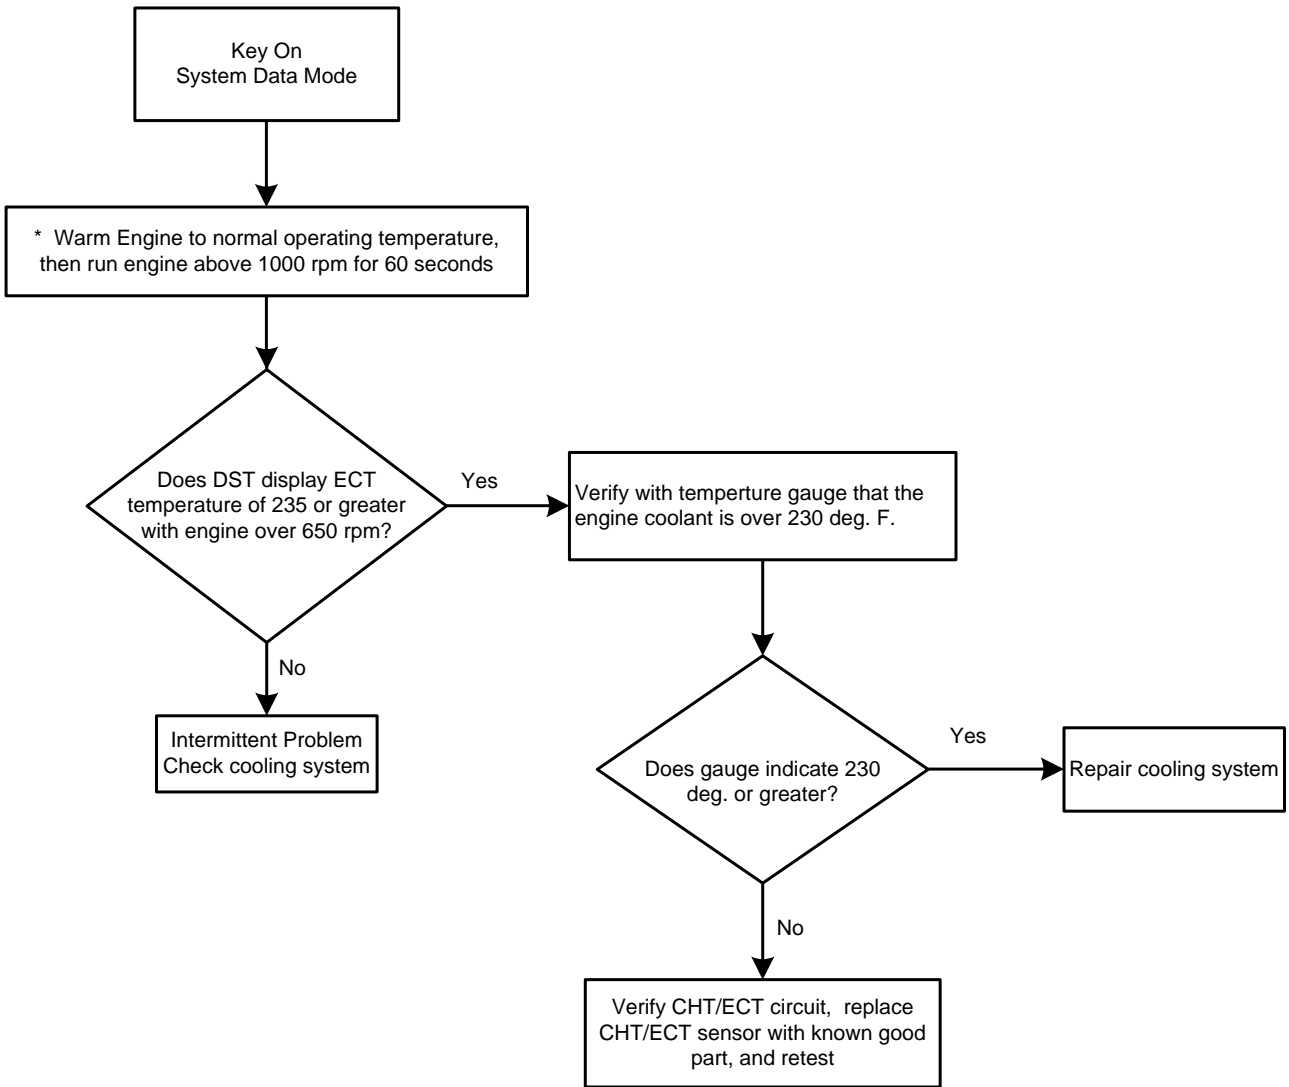 Key On
System Data Mode
* Warm Engine to normal operating temperature,
then run engine above 1000 rpm for 60 seconds
Does DST display ECT
temperature of 235 or greater
with engine over 650 rpm?
Yes
Verify with temperture gauge that the
engine coolant is over 230 deg. F.
No
Intermittent Problem
Check cooling system
Does gauge indicate 230
deg. or greater?
Yes
Repair cooling system
No
Verify CHT/ECT circuit, replace
CHT/ECT sensor with known good
part, and retest